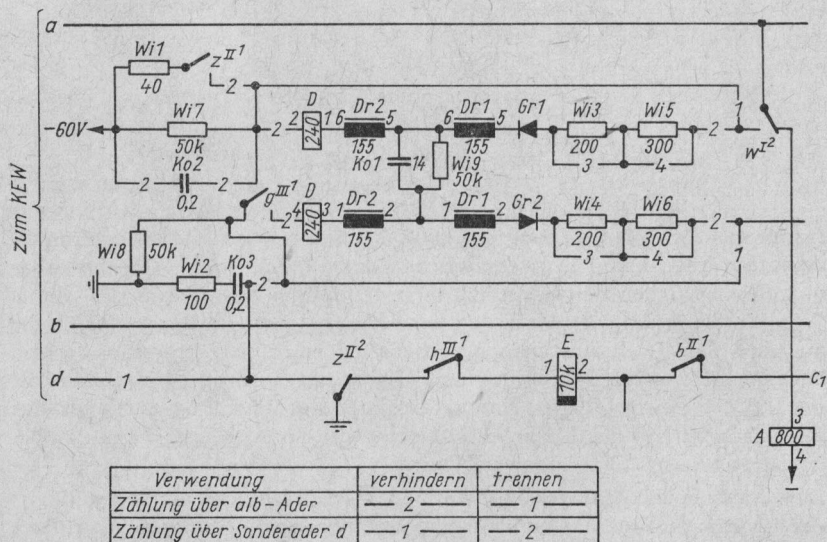 a
Wi1
40
z II 1
2
-60V
Wi7
50k
Ko2
2 2
0,2
2
D
2 240 1
Dr2
6 5
155
Ko1 14
Wi9
50k
Dr1
6 5
155
Gr1
Wi3
200
3
Wi5
300
4
2
1
w I 2
zum KEW
g III 1
2
D
4 240 3
Dr2
1 2
155
Dr1
1 2
155
Gr2
Wi4
200
3
Wi6
300
4
2
1
Wi8 50k
Wi2
100
Ko3
0,2
2
b
d 1
z II 2
h III 1
E
1 10k 2
b II 1
c1
3
A 800
4
Verwendung verhindern trennen
Zählung über a/b-Ader 2 1
Zählung über Sonderader d 1 2